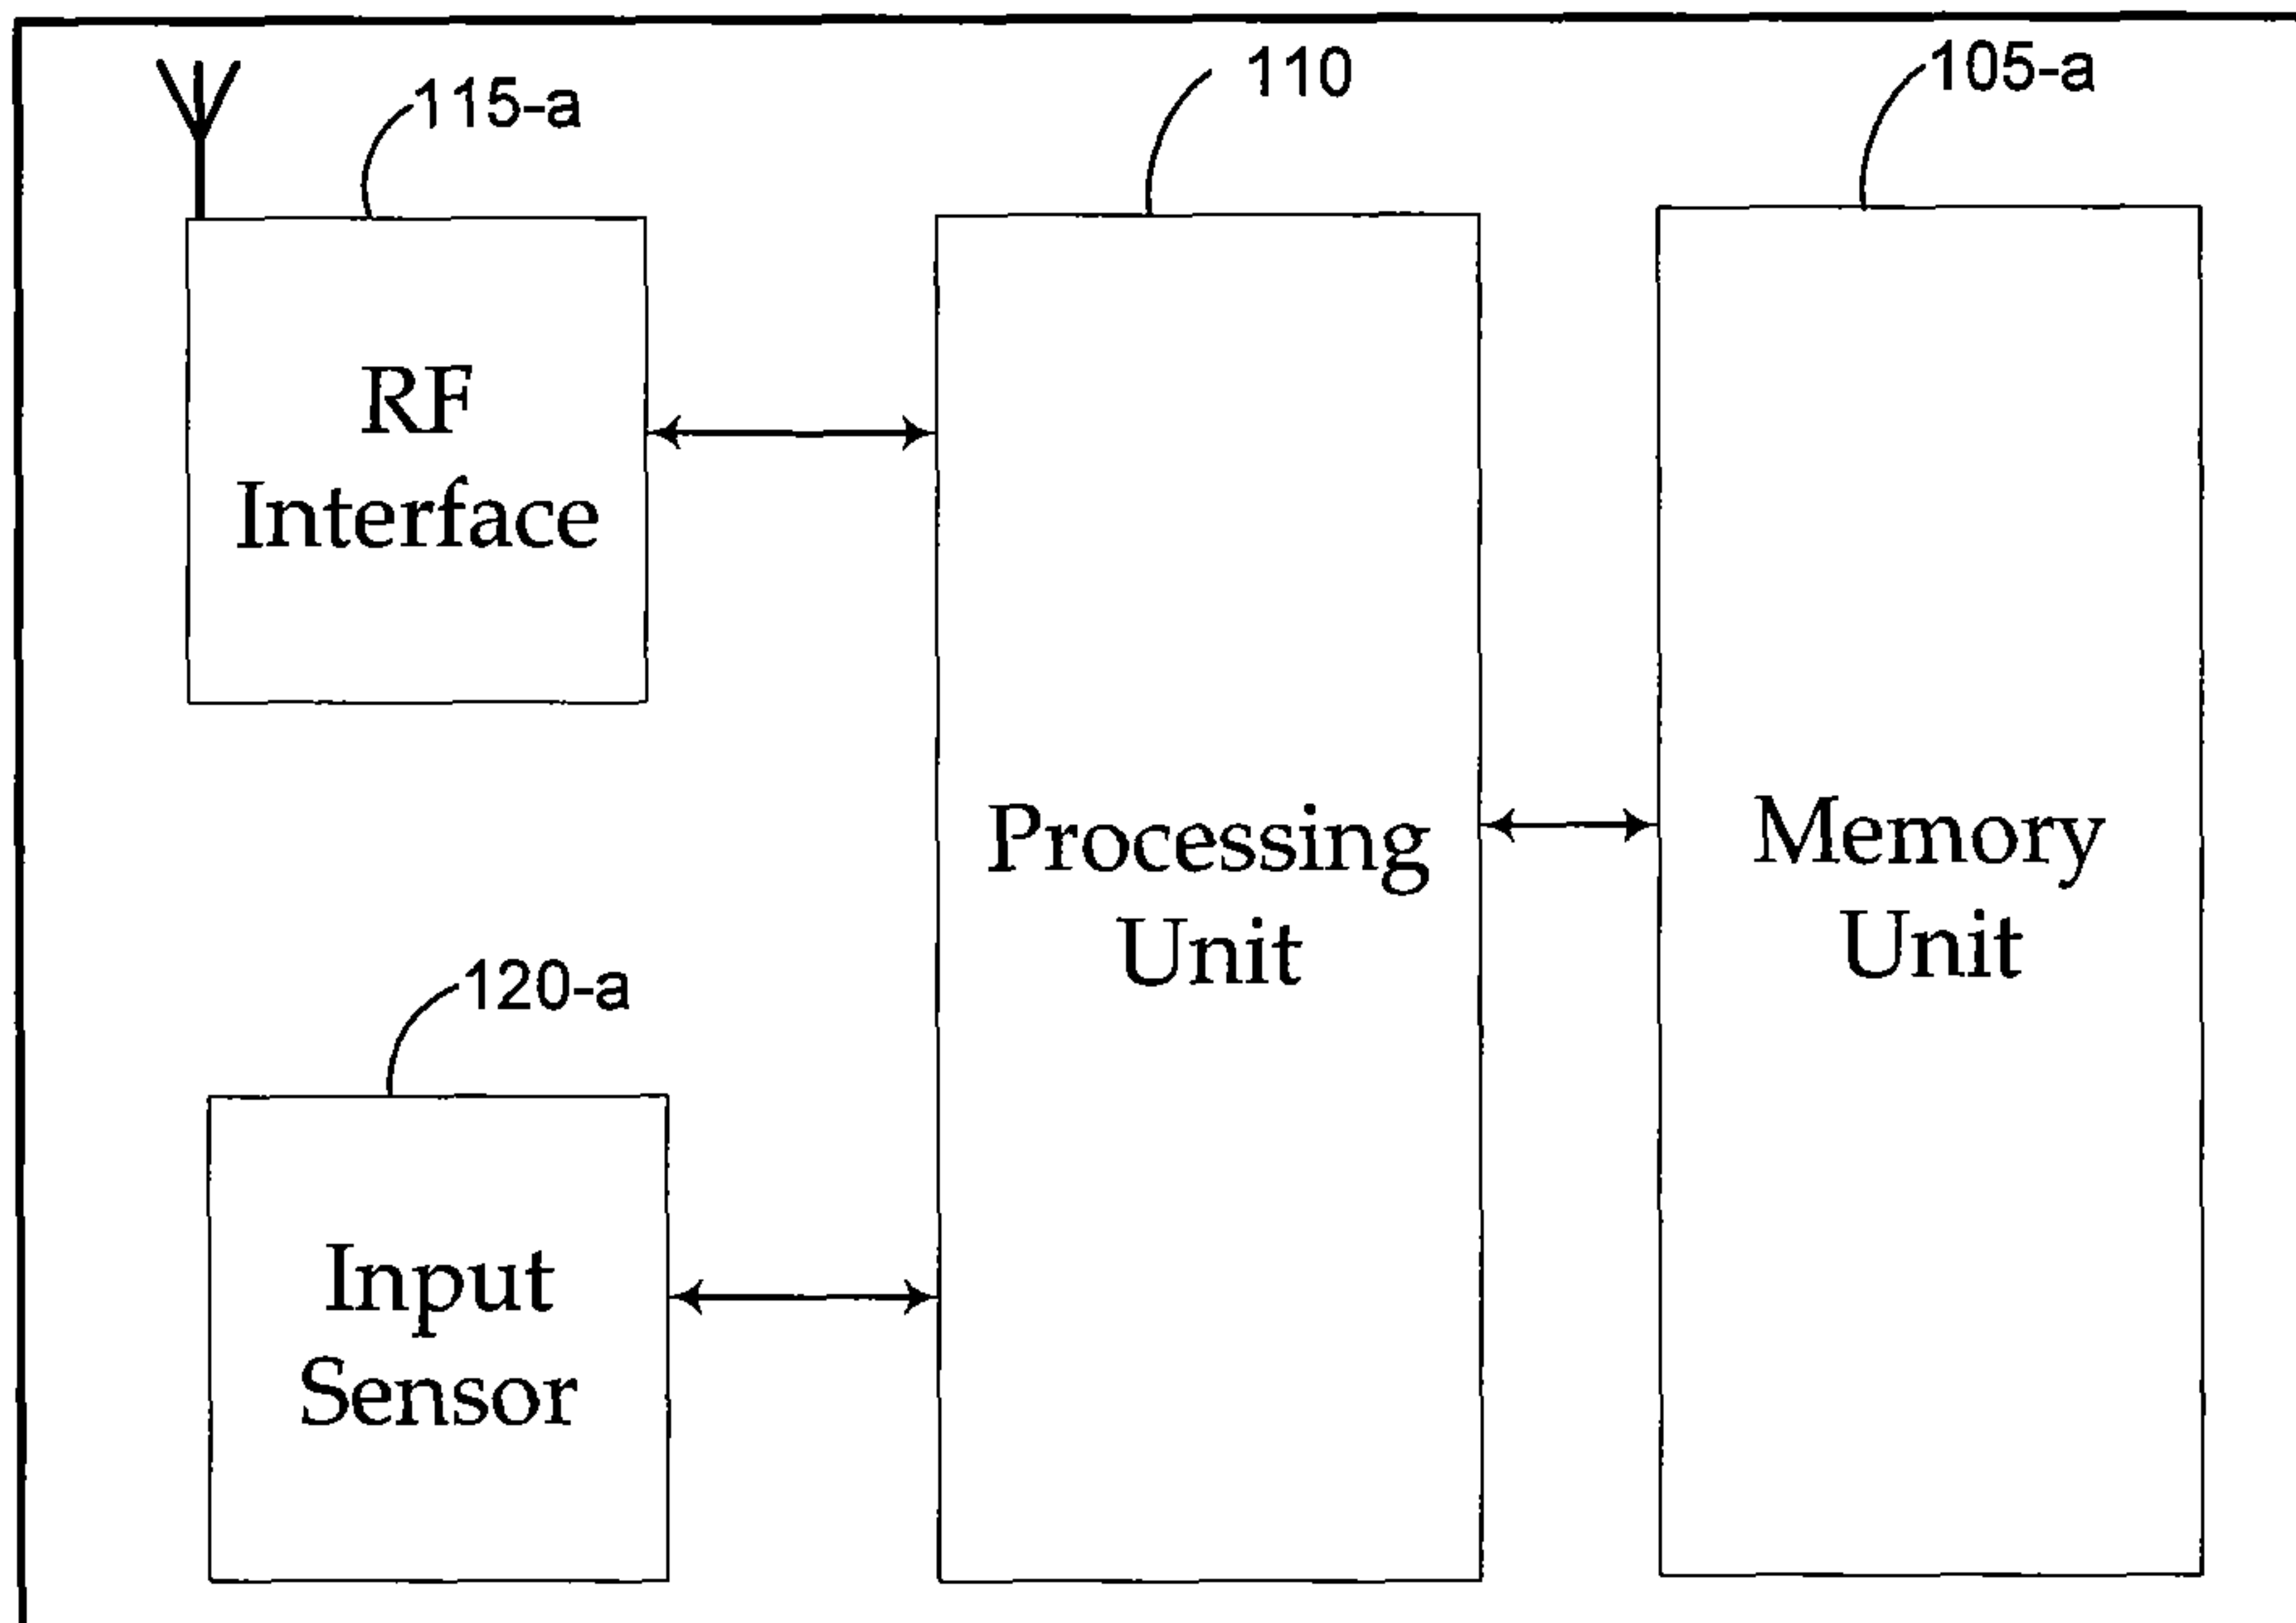 115-a
110
105-a
RF
Interface
Processing
Unit
Memory
Unit
120-a
Input
Sensor